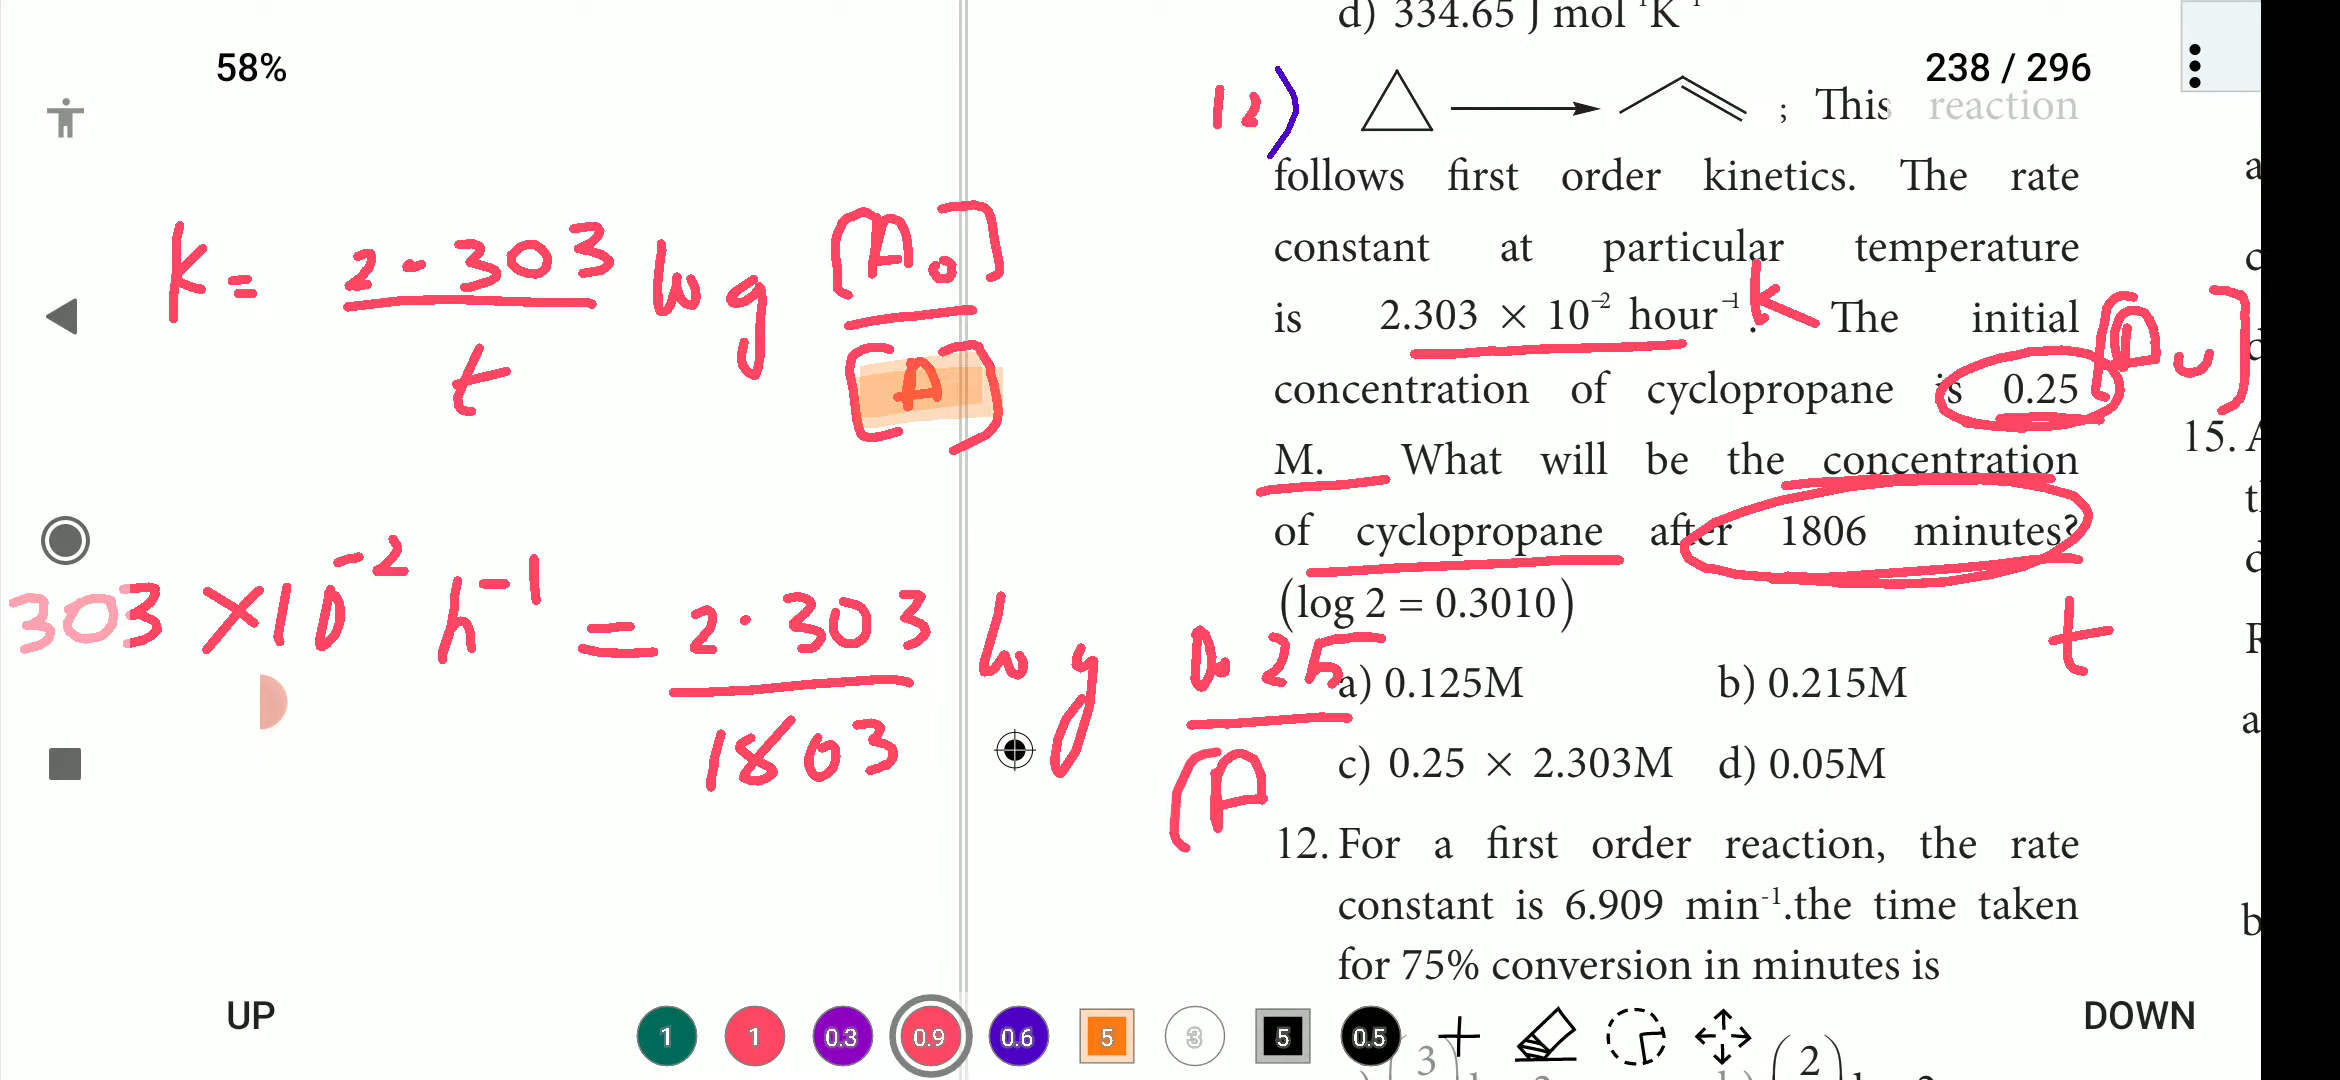 58%
238 / 296
d) 334.65 J mol⁻¹K⁻¹
12)
; This reaction
follows first order kinetics. The rate
constant at particular temperature
is 2.303 × 10⁻² hour⁻¹. The initial
concentration of cyclopropane is 0.25
M. What will be the concentration
of cyclopropane after 1806 minutes?
(log 2 = 0.3010)
a) 0.125M b) 0.215M
c) 0.25 × 2.303M d) 0.05M
12. For a first order reaction, the rate
constant is 6.909 min⁻¹.the time taken
for 75% conversion in minutes is
K = 2.303 log [A₀]
t [A]
K
[A₀]
t
303 × 10⁻² h⁻¹ = 2.303 log 0.25
1803 [A
15. A
UP
DOWN
1 1 0.3 0.9 0.6 5 3 5 0.5